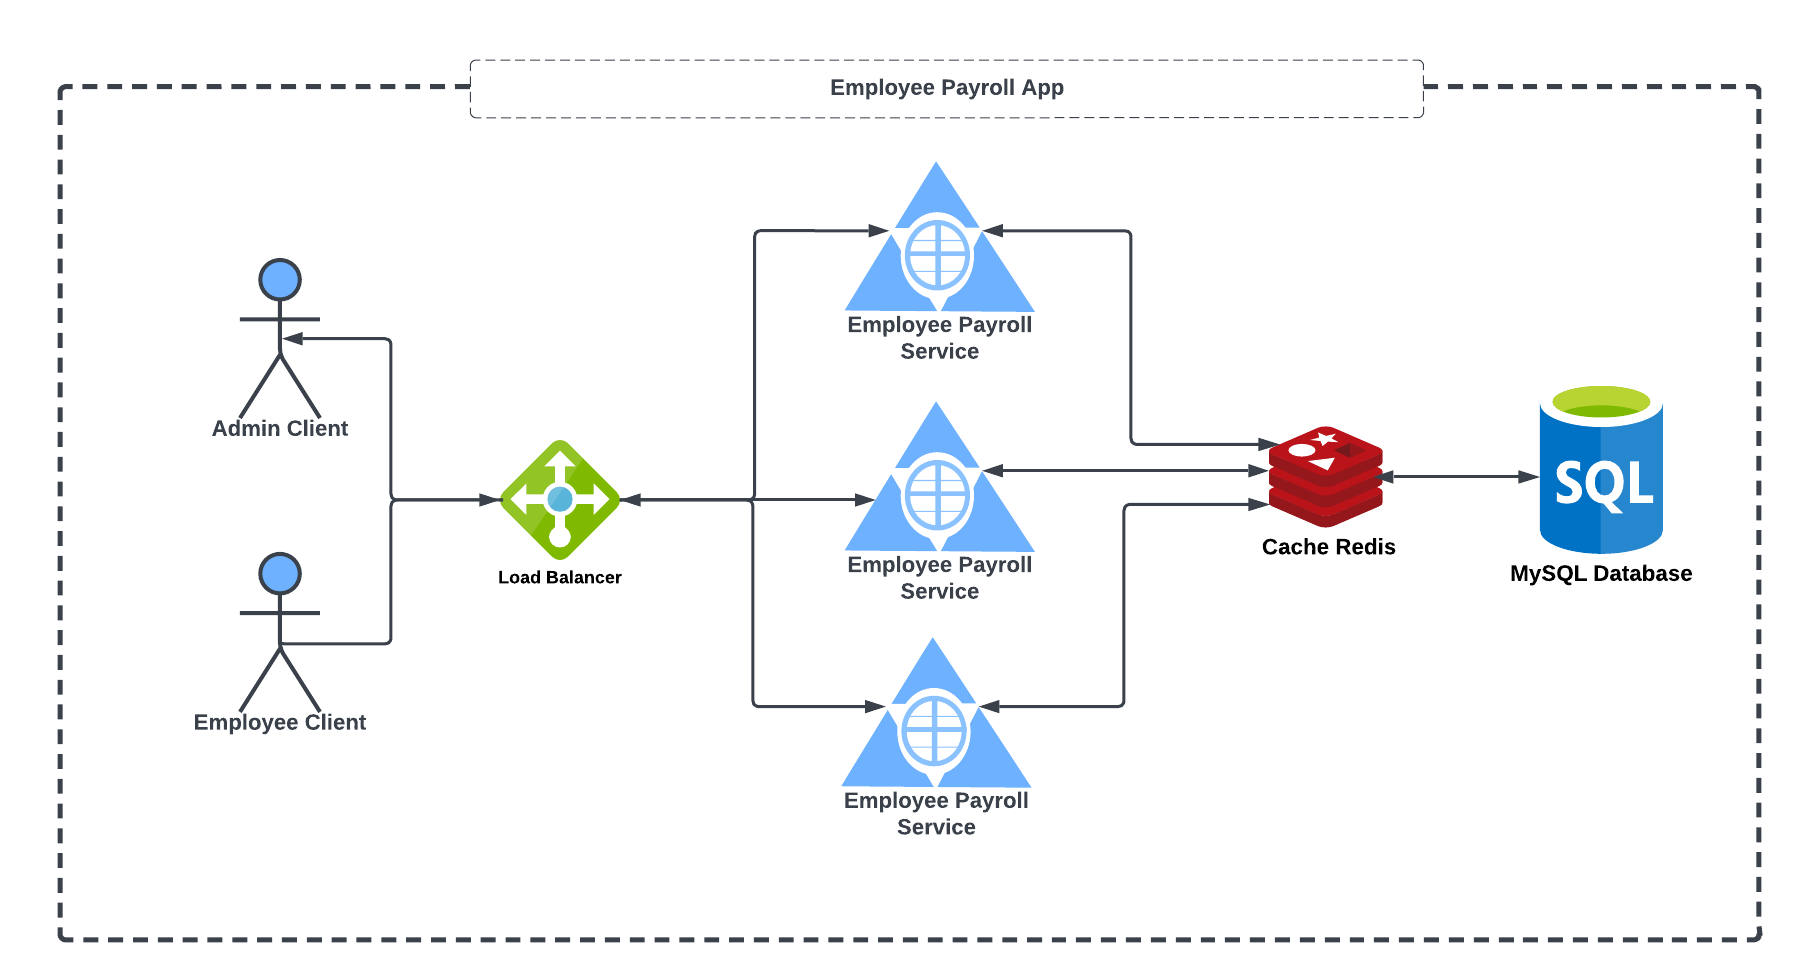 Employee Payroll App
Employee Payroll
Service
Admin Client
Load Balancer
Employee Payroll
Service
Cache Redis
SQL
MySQL Database
Employee Client
Employee Payroll
Service